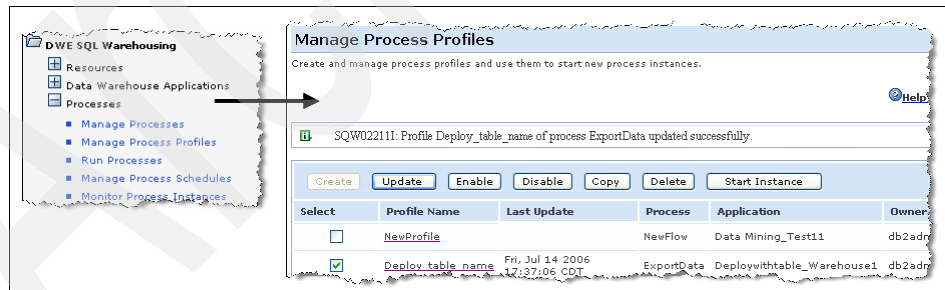 DWE SQL Warehousing
Resources
Data Warehouse Applications
Processes
Manage Processes
Manage Process Profiles
Run Processes
Manage Process Schedules
Monitor Process Instances
Manage Process Profiles
Create and manage process profiles and use them to start new process instances.
Help
SQW02211I: Profile Deploy_table_name of process ExportData updated successfully.
Create Update Enable Disable Copy Delete Start Instance
Select Profile Name Last Update Process Application Owner
NewProfile NewFlow Data Mining_Test11 db2adm
Deploy_table_name Fri, Jul 14 2006 17:37:06 CDT ExportData Deploywithtable_Warehouse1 db2adm